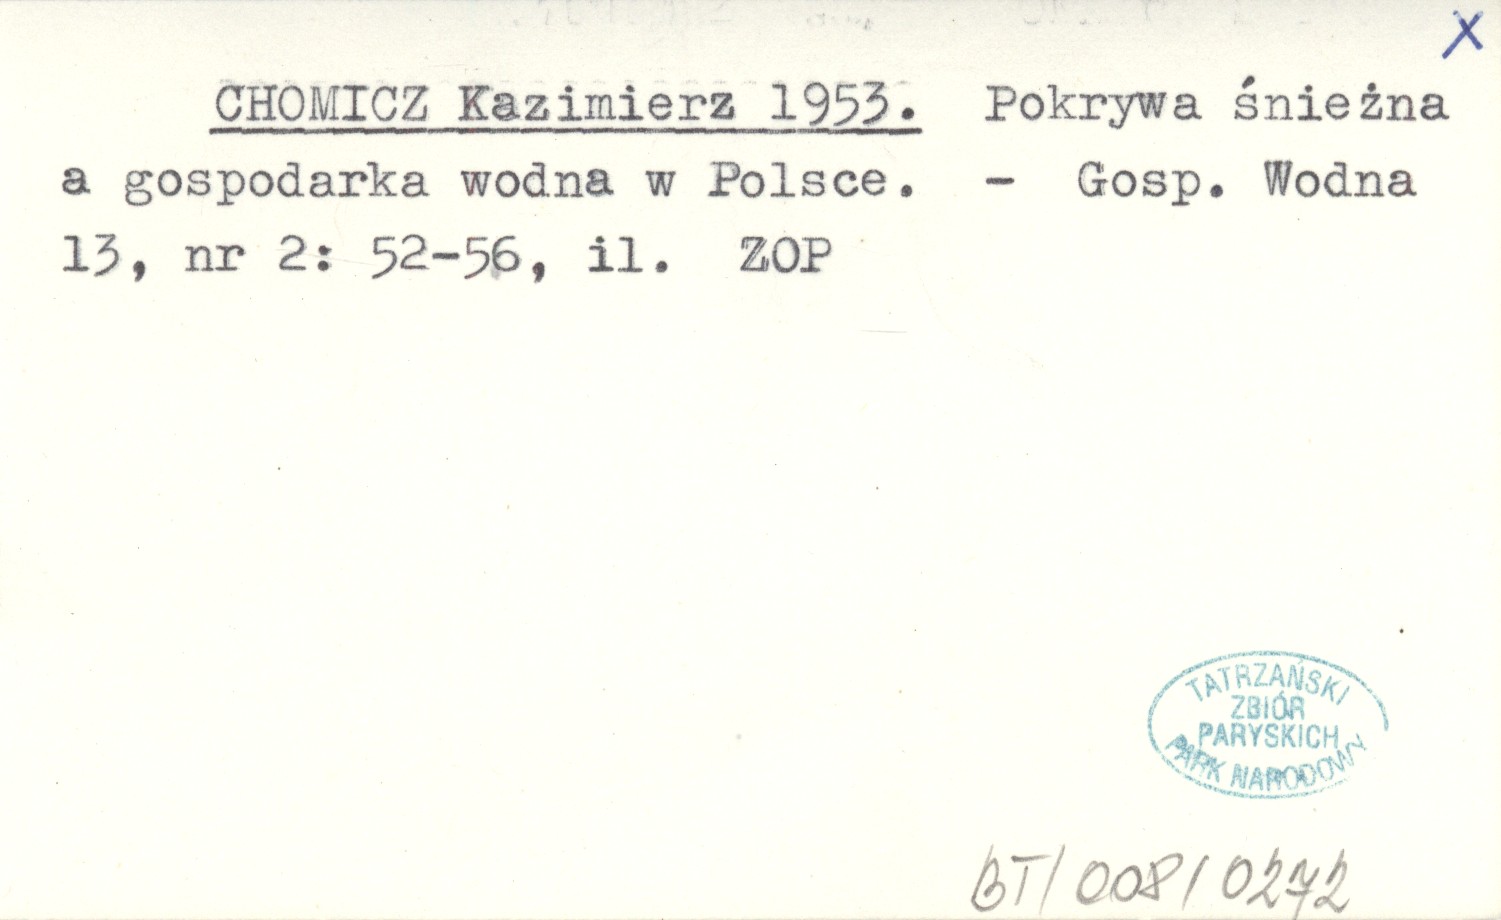 X
CHOMICZ Kazimierz 1953. Pokrywa śnieżna
a gospodarka wodna w Polsce. - Gosp. Wodna
13, nr 2: 52-56, il. ZOP
TATRZAŃSKI
ZBIÓR
PARYSKICH
PARK NARODOWY
BT/008/0272